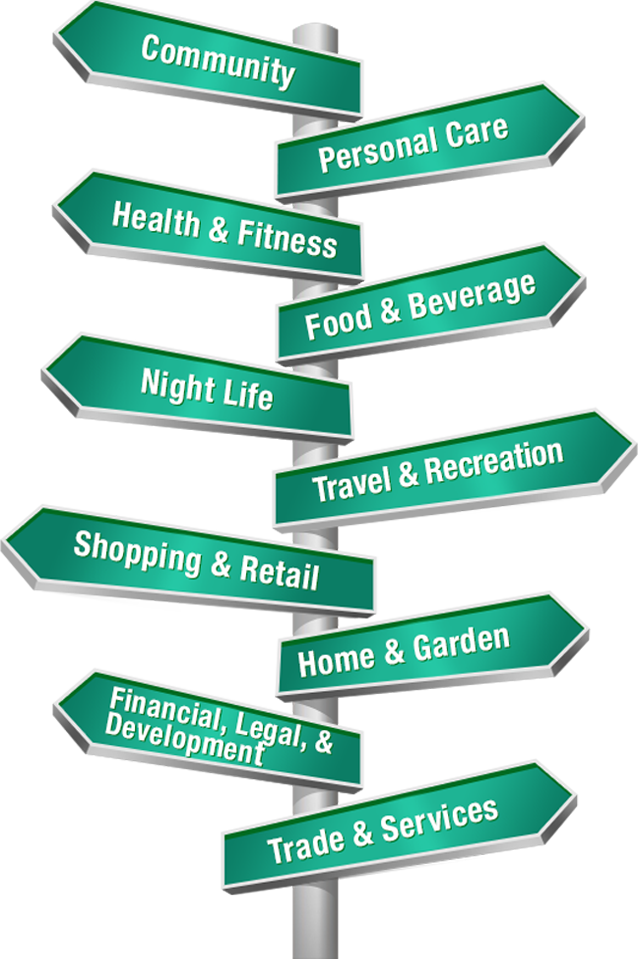 Community
Personal Care
Health & Fitness
Food & Beverage
Night Life
Travel & Recreation
Shopping & Retail
Home & Garden
Financial, Legal, &
Development
Trade & Services